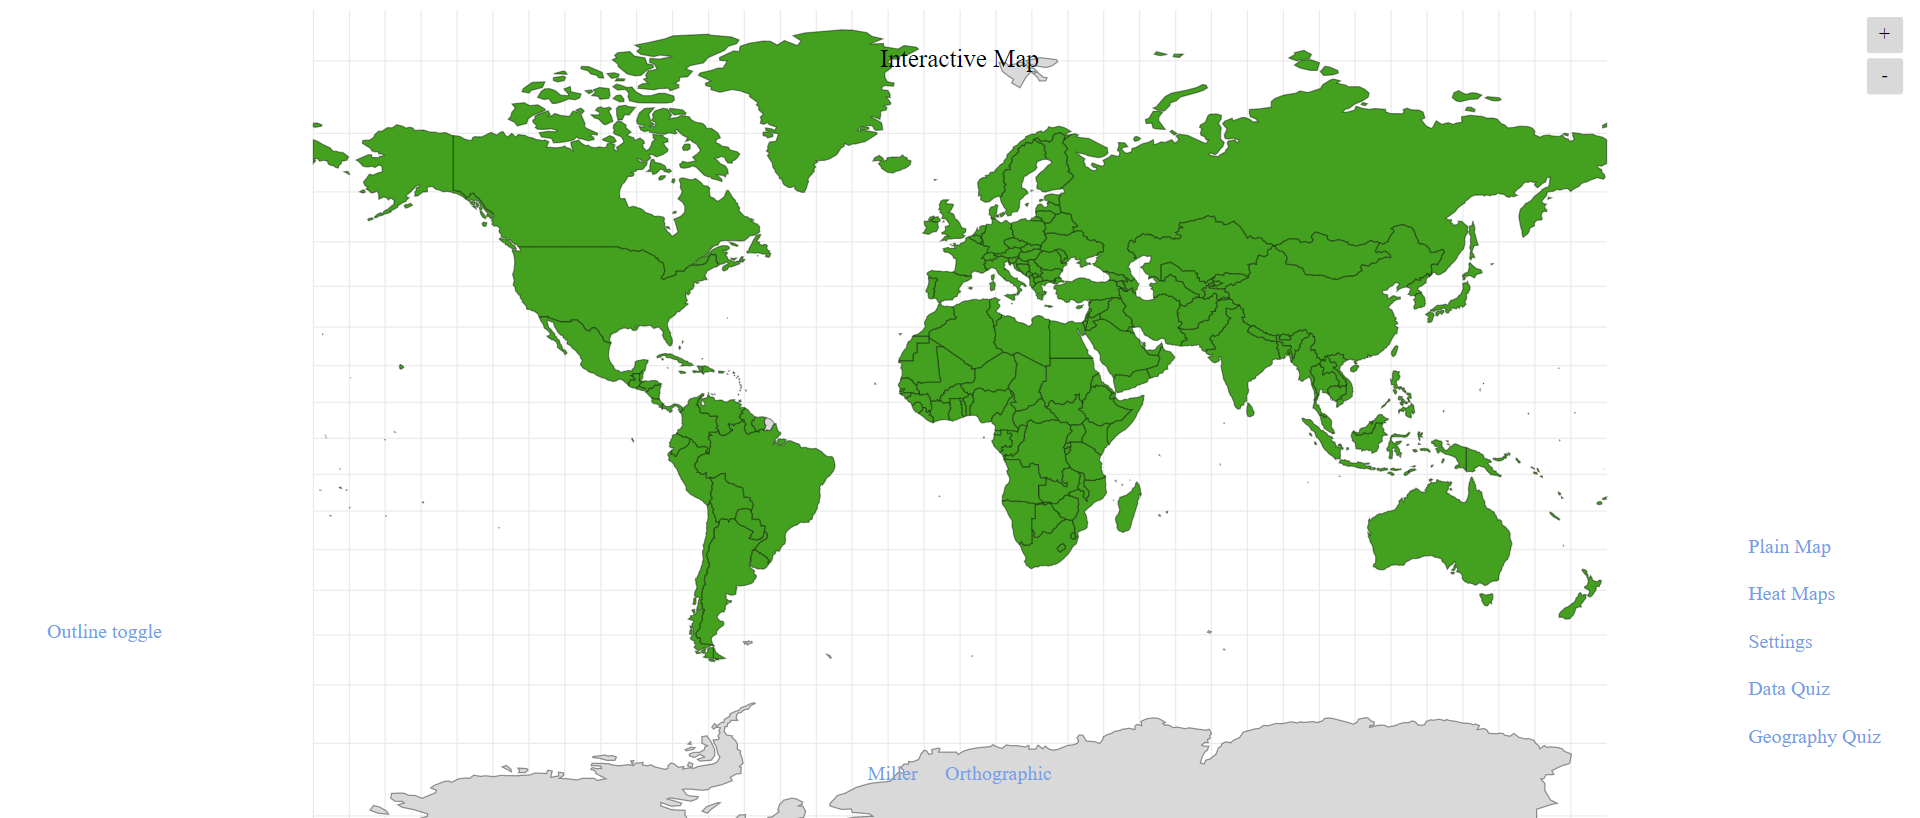 Interactive Map
+
-
Plain Map
Heat Maps
Outline toggle
Settings
Data Quiz
Geography Quiz
Miller Orthographic